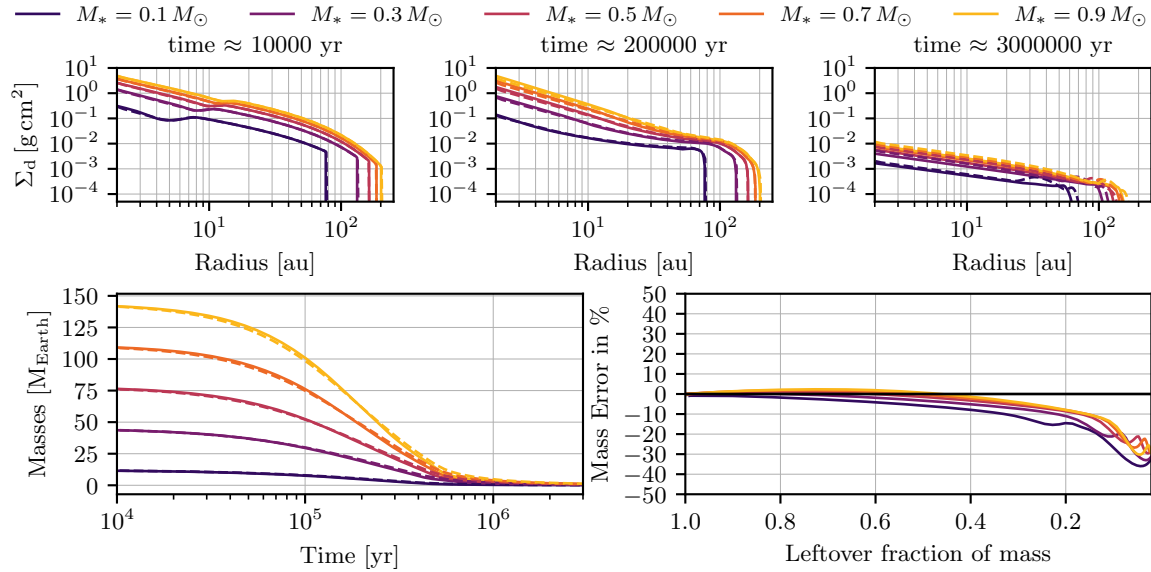 M* = 0.1 M⊙ M* = 0.3 M⊙ M* = 0.5 M⊙ M* = 0.7 M⊙ M* = 0.9 M⊙
time ≈ 10000 yr time ≈ 200000 yr time ≈ 3000000 yr
Σd [g cm²]
10¹ 10⁰ 10⁻¹ 10⁻² 10⁻³ 10⁻⁴
10¹ 10²
Radius [au]
10¹ 10⁰ 10⁻¹ 10⁻² 10⁻³ 10⁻⁴
10¹ 10²
Radius [au]
10¹ 10⁰ 10⁻¹ 10⁻² 10⁻³ 10⁻⁴
10¹ 10²
Radius [au]
Masses [MEarth]
150
125
100
75
50
25
0
10⁴ 10⁵ 10⁶
Time [yr]
Mass Error in %
50
40
30
20
10
0
−10
−20
−30
−40
−50
1.0 0.8 0.6 0.4 0.2
Leftover fraction of mass